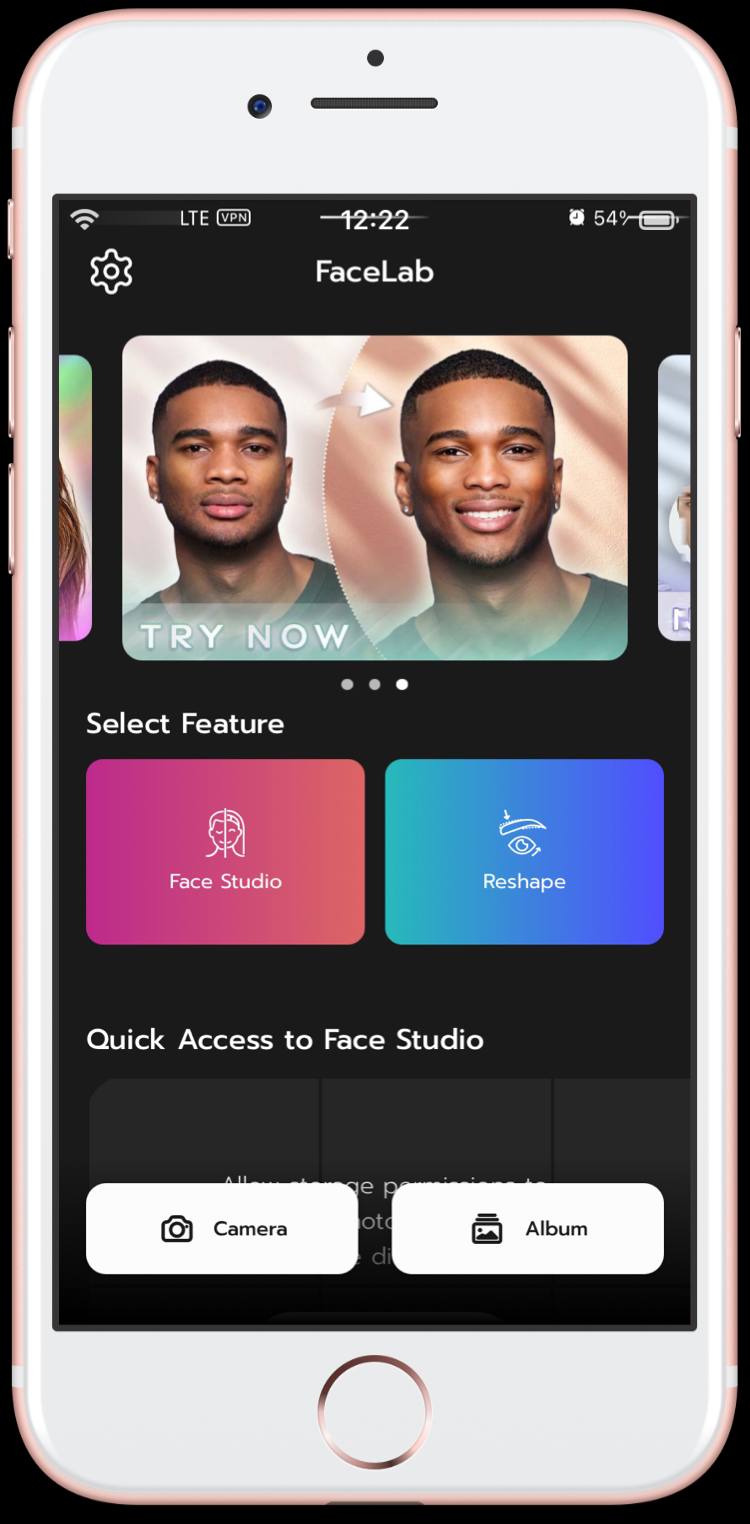 LTE VPN 12:22 54%
FaceLab
TRY NOW
Select Feature
Face Studio Reshape
Quick Access to Face Studio
Allow storage permissions to
Camera Album